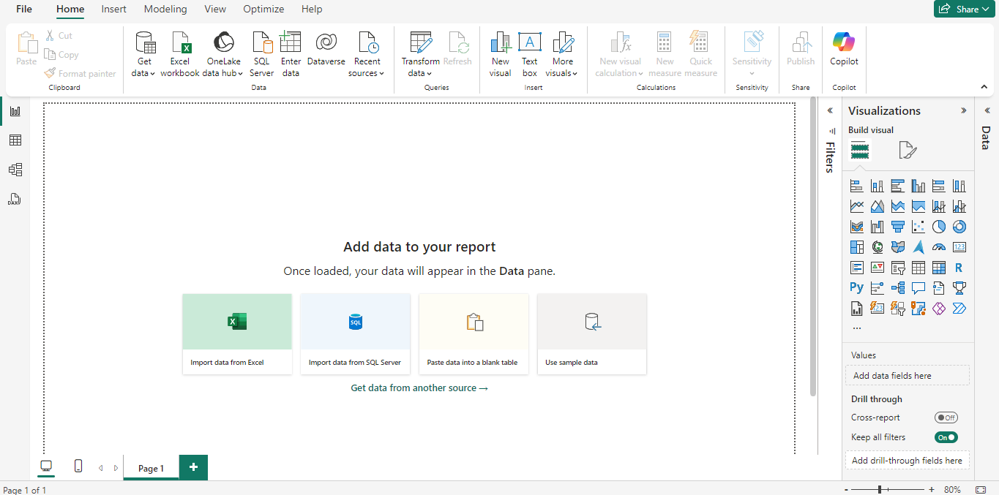 File Home Insert Modeling View Optimize Help Share
Paste
Cut
Copy
Format painter
Clipboard
Get data
Excel workbook
OneLake data hub
SQL Server
Enter data
Dataverse
Recent sources
Data
Transform data
Refresh
Queries
New visual
A
Text box
More visuals
Insert
fx
New visual calculation
New measure
Quick measure
Calculations
Sensitivity
Sensitivity
Publish
Share
Copilot
Copilot
DAX
Add data to your report
Once loaded, your data will appear in the Data pane.
X
Import data from Excel
SQL
Import data from SQL Server
Paste data into a blank table
Use sample data
Get data from another source →
Filters
Visualizations
Build visual
123
R
Py
123
...
Values
Add data fields here
Drill through
Cross-report Off
Keep all filters On
Add drill-through fields here
Data
Page 1 +
Page 1 of 1
- + 80%